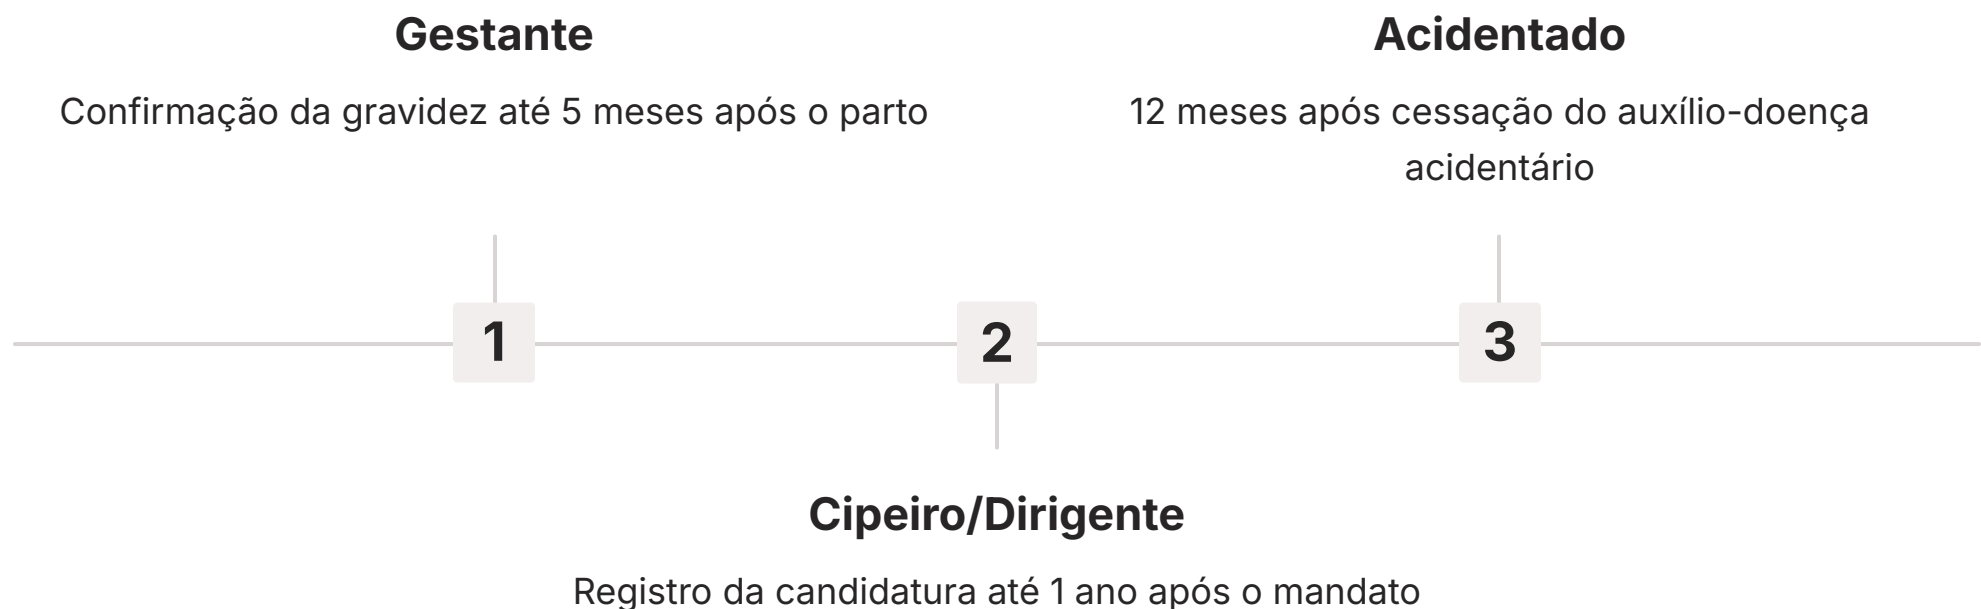 Gestante
Confirmação da gravidez até 5 meses após o parto
Acidentado
12 meses após cessação do auxílio-doença
acidentário
1
2
3
Cipeiro/Dirigente
Registro da candidatura até 1 ano após o mandato